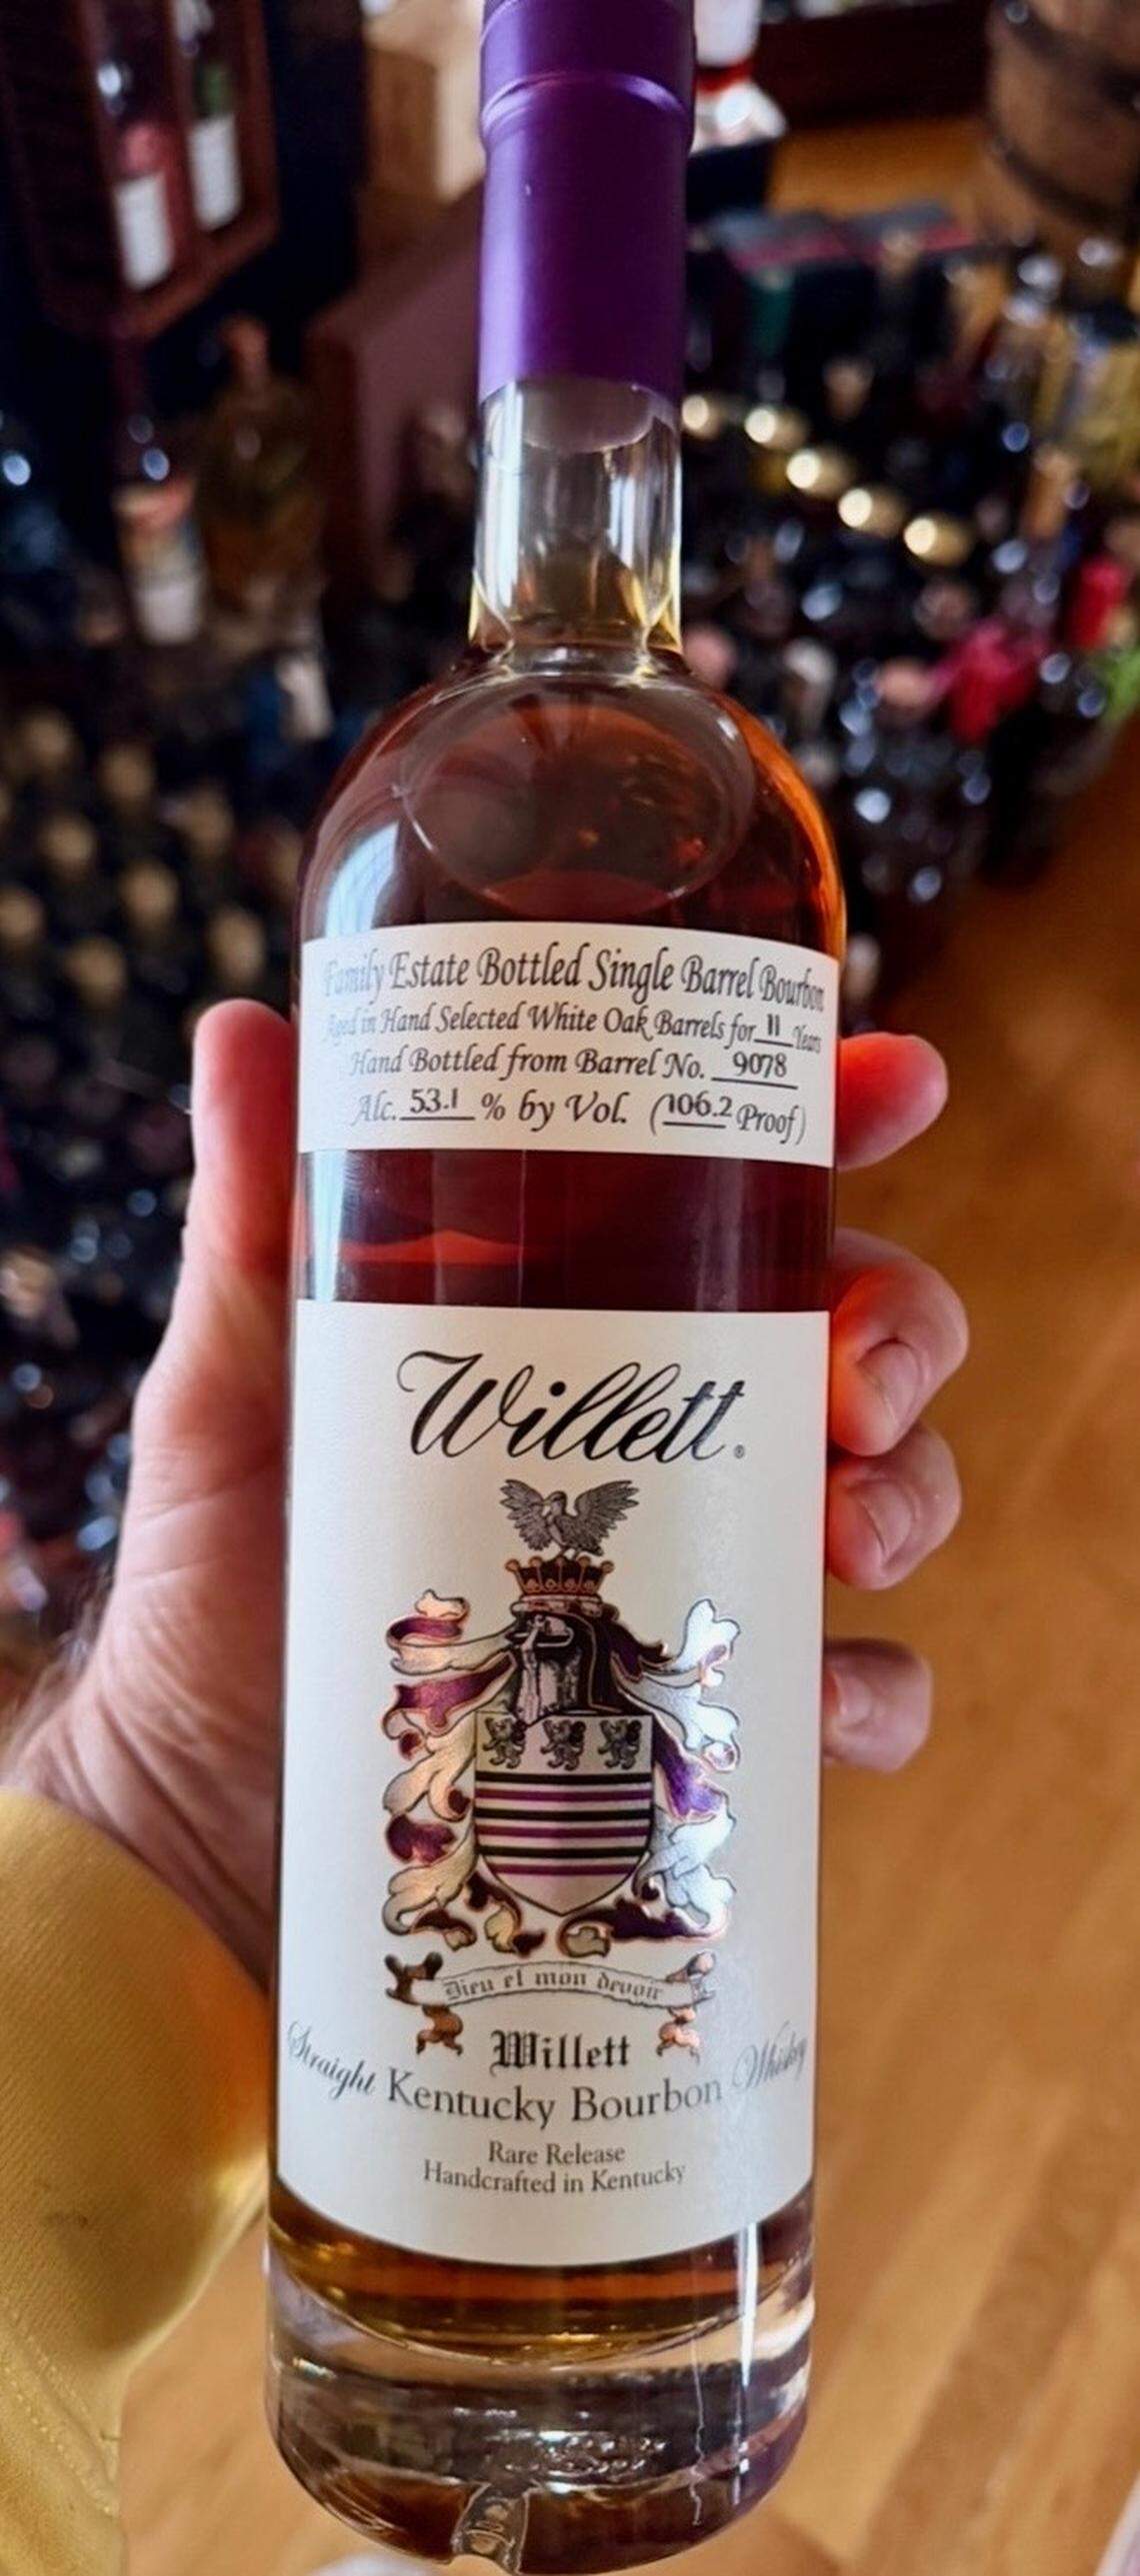 Family Estate Bottled Single Barrel Bourbon
Aged in Hand Selected White Oak Barrels for 11 Years
Hand Bottled from Barrel No. 9078
Alc. 53.1 % by Vol. (106.2 Proof)
Willett®
Dieu et mon devoir
Willett
Straight Kentucky Bourbon Whiskey
Rare Release
Handcrafted in Kentucky